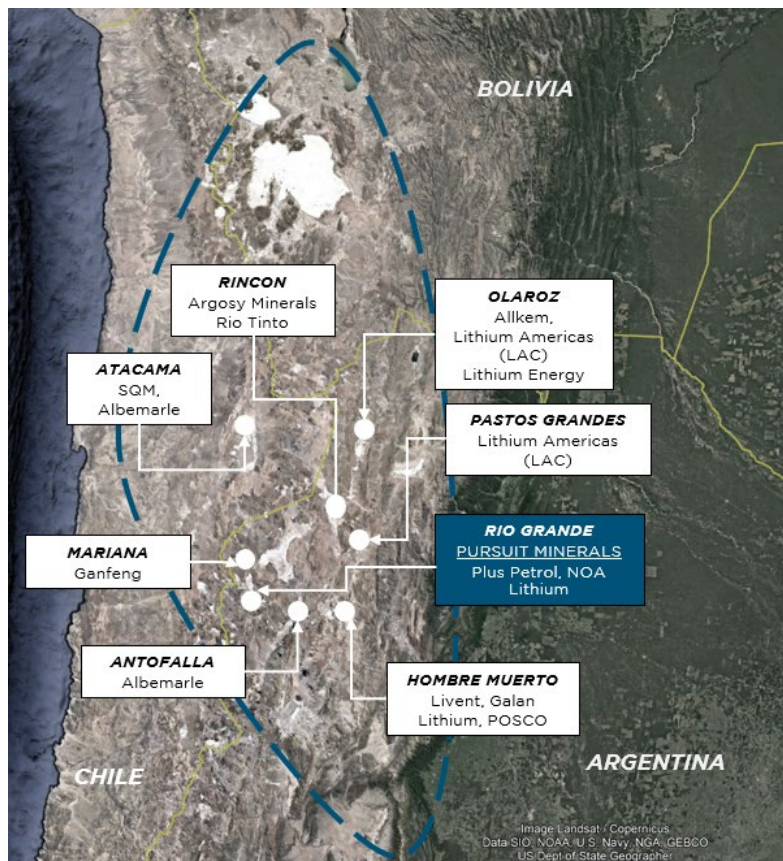 BOLIVIA
RINCON
Argosy Minerals
Rio Tinto
OLAROZ
Allkem,
Lithium Americas
(LAC)
Lithium Energy
ATACAMA
SQM,
Albemarle
PASTOS GRANDES
Lithium Americas
(LAC)
RIO GRANDE
PURSUIT MINERALS
Plus Petrol, NOA
Lithium
MARIANA
Ganfeng
ANTOFALLA
Albemarle
HOMBRE MUERTO
Livent, Galan
Lithium, POSCO
CHILE
ARGENTINA
Image Landsat / Copernicus
Data SIO, NOAA, U.S. Navy, NGA, GEBCO
US Dept of State Geographer